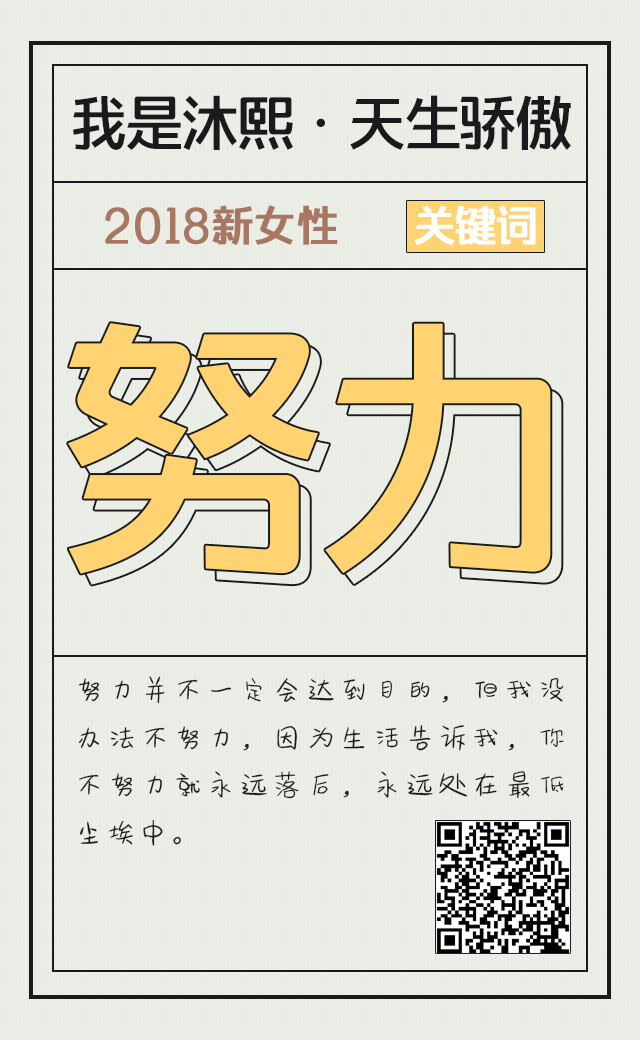 我是沐熙·天生骄傲
2018新女性 关键词
努力
努力并不一定会达到目的，但我没
办法不努力，因为生活告诉我，你
不努力就永远落后，永远处在最低
尘埃中。